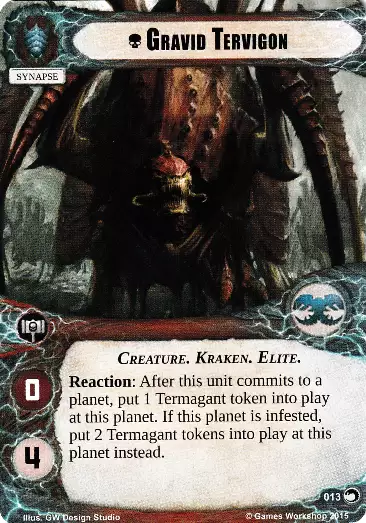 GRAVID TERVIGON
SYNAPSE
CREATURE. KRAKEN. ELITE.
0
4
Reaction: After this unit commits to a
planet, put 1 Termagant token into play
at this planet. If this planet is infested,
put 2 Termagant tokens into play at this
planet instead.
013
Illus. GW Design Studio
© Games Workshop 2015